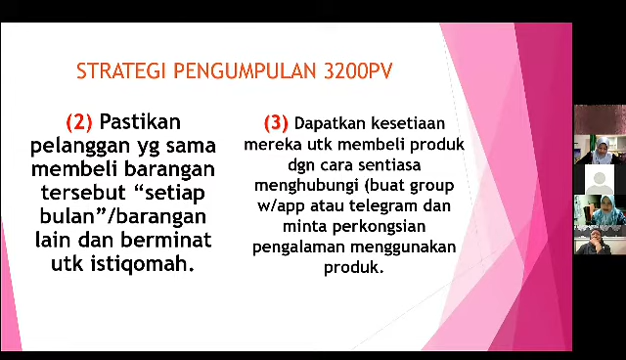 STRATEGI PENGUMPULAN 3200PV
(2) Pastikan
pelanggan yg sama
membeli barangan
tersebut “setiap
bulan”/barangan
lain dan berminat
utk istiqomah.
(3) Dapatkan kesetiaan
mereka utk membeli produk
dgn cara sentiasa
menghubungi (buat group
w/app atau telegram dan
minta perkongsian
pengalaman menggunakan
produk.